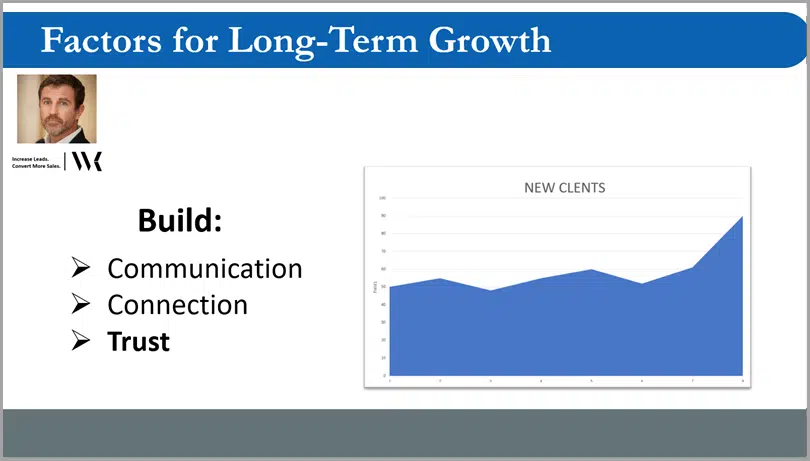 Factors for Long-Term Growth
Increase Leads.
Convert More Sales.
WK
Build:
Communication
Connection
Trust
NEW CLENTS
100
90
80
70
60
50
40
30
20
10
0
1 2 3 4 5 6 7 8